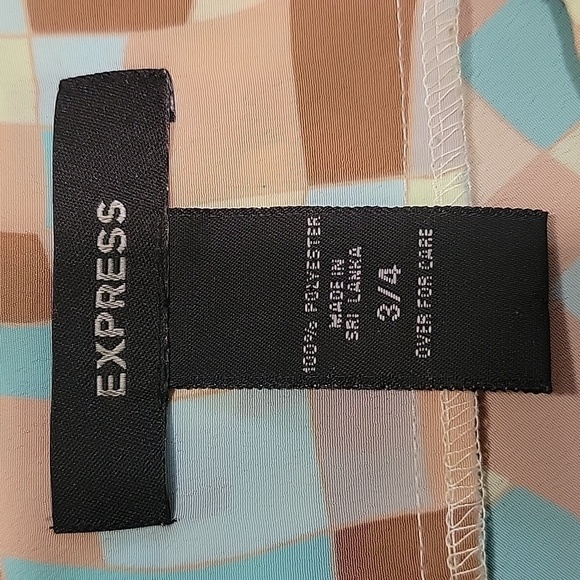 EXPRESS
100% POLYESTER
MADE IN
SRI LANKA
3/4
OVER FOR CARE